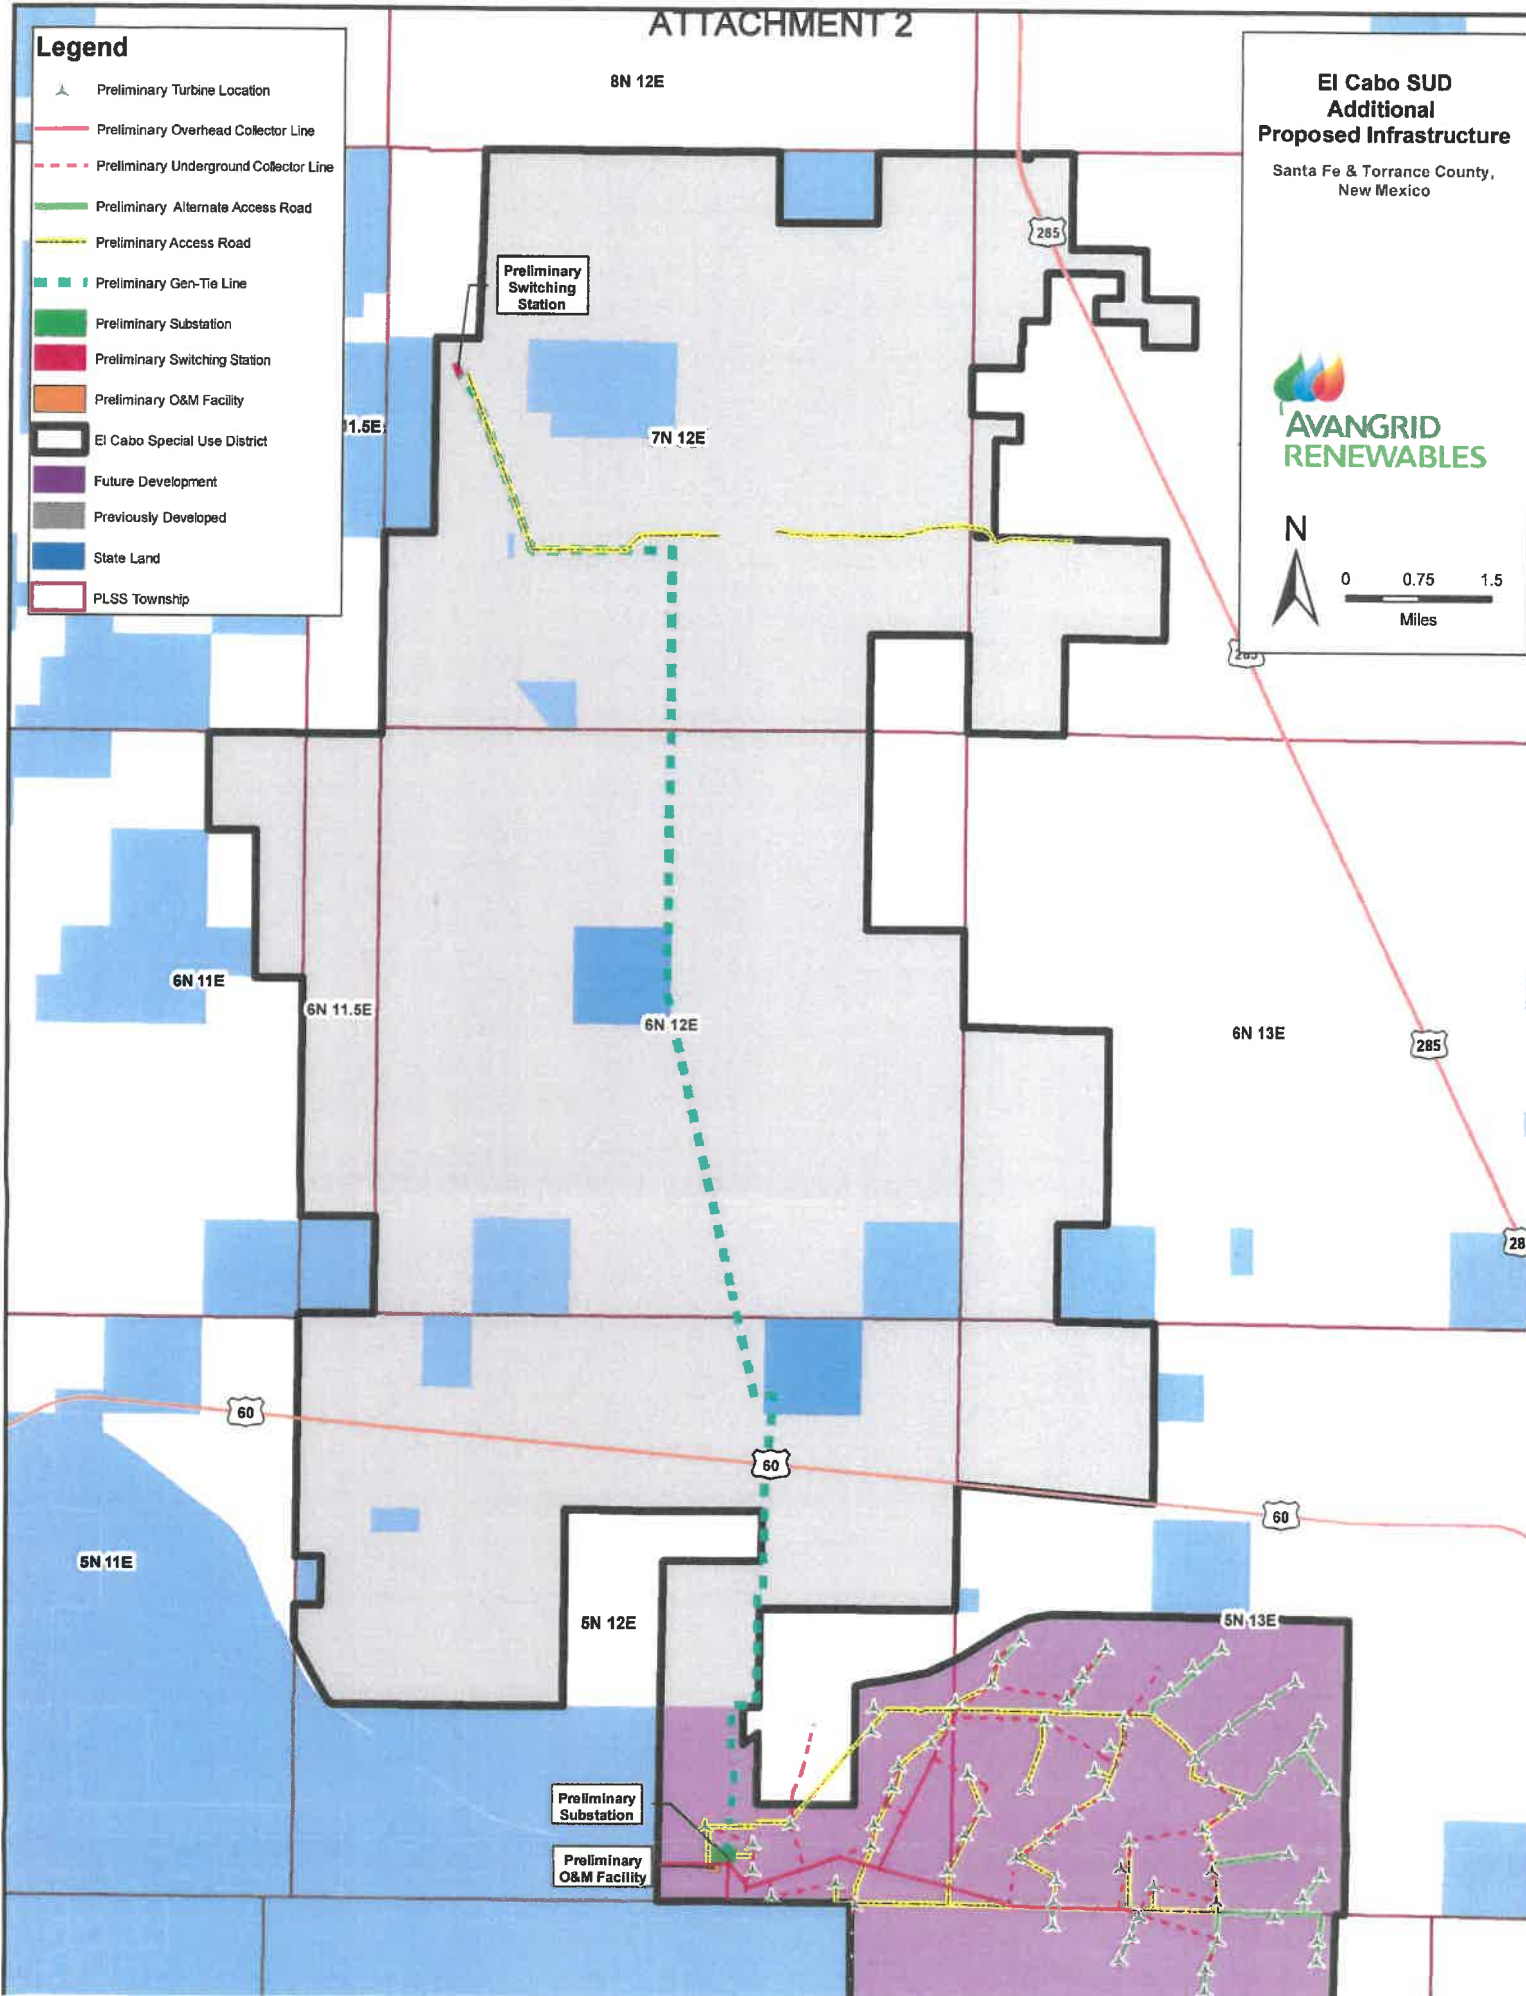 ATTACHMENT 2
Legend
Preliminary Turbine Location
Preliminary Overhead Collector Line
Preliminary Underground Collector Line
Preliminary Alternate Access Road
Preliminary Access Road
Preliminary Gen-Tie Line
Preliminary Substation
Preliminary Switching Station
Preliminary O&M Facility
El Cabo Special Use District
Future Development
Previously Developed
State Land
PLSS Township
El Cabo SUD
Additional
Proposed Infrastructure
Santa Fe & Torrance County,
New Mexico
AVANGRID
RENEWABLES
N
0 0.75 1.5
Miles
8N 12E
285
Preliminary
Switching
Station
11.5E
7N 12E
285
6N 11E
6N 11.5E
6N 12E
6N 13E
285
28
60
60
60
5N 11E
5N 12E
5N 13E
Preliminary
Substation
Preliminary
O&M Facility